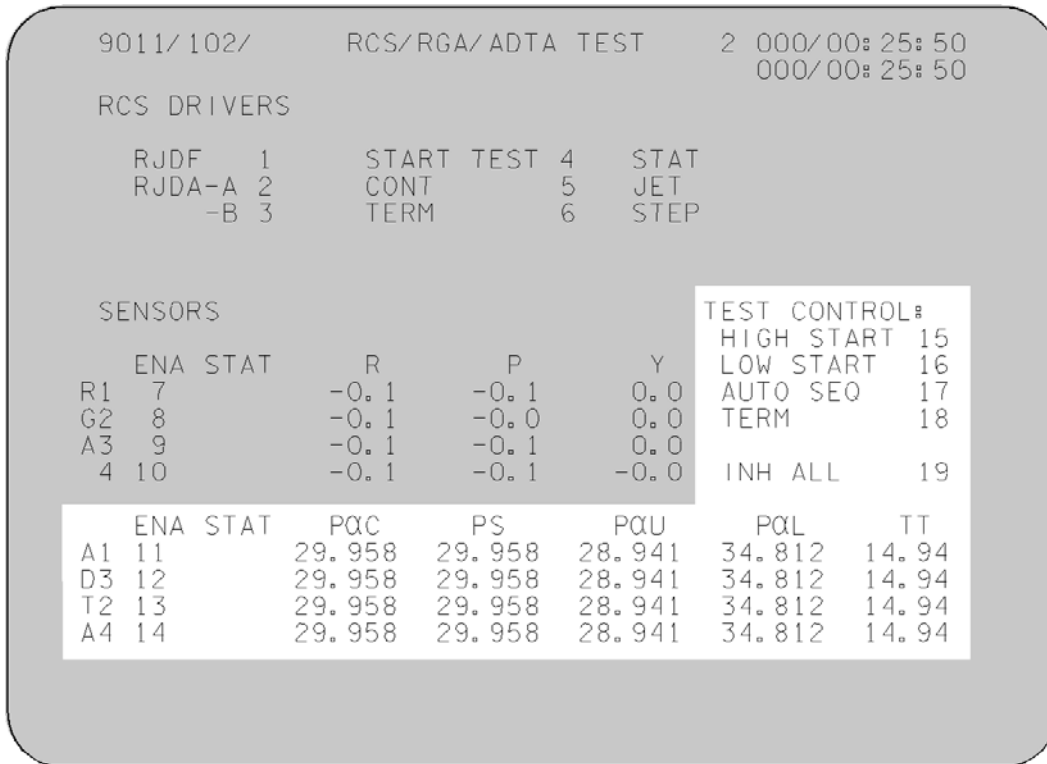 9011/102/ RCS/RGA/ADTA TEST 2 000/00:25:50
000/00:25:50
RCS DRIVERS
RJDF 1 START TEST 4 STAT
RJDA-A 2 CONT 5 JET
-B 3 TERM 6 STEP
SENSORS TEST CONTROL:
HIGH START 15
ENA STAT R P Y LOW START 16
R1 7 -0.1 -0.1 0.0 AUTO SEQ 17
G2 8 -0.1 -0.0 0.0 TERM 18
A3 9 -0.1 -0.1 0.0
4 10 -0.1 -0.1 -0.0 INH ALL 19
ENA STAT PαC PS PαU PαL TT
A1 11 29.958 29.958 28.941 34.812 14.94
D3 12 29.958 29.958 28.941 34.812 14.94
T2 13 29.958 29.958 28.941 34.812 14.94
A4 14 29.958 29.958 28.941 34.812 14.94